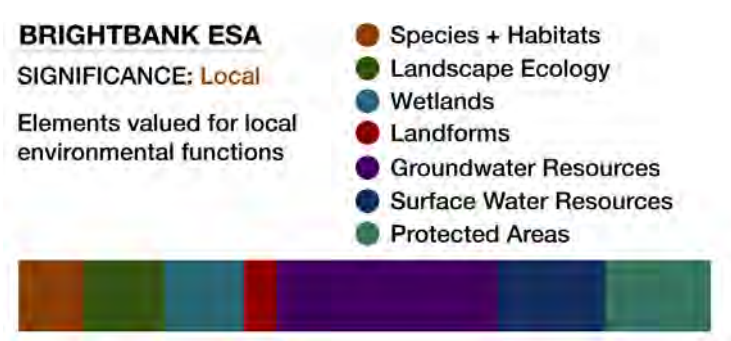 BRIGHTBANK ESA
SIGNIFICANCE: Local
Elements valued for local
environmental functions
Species + Habitats
Landscape Ecology
Wetlands
Landforms
Groundwater Resources
Surface Water Resources
Protected Areas